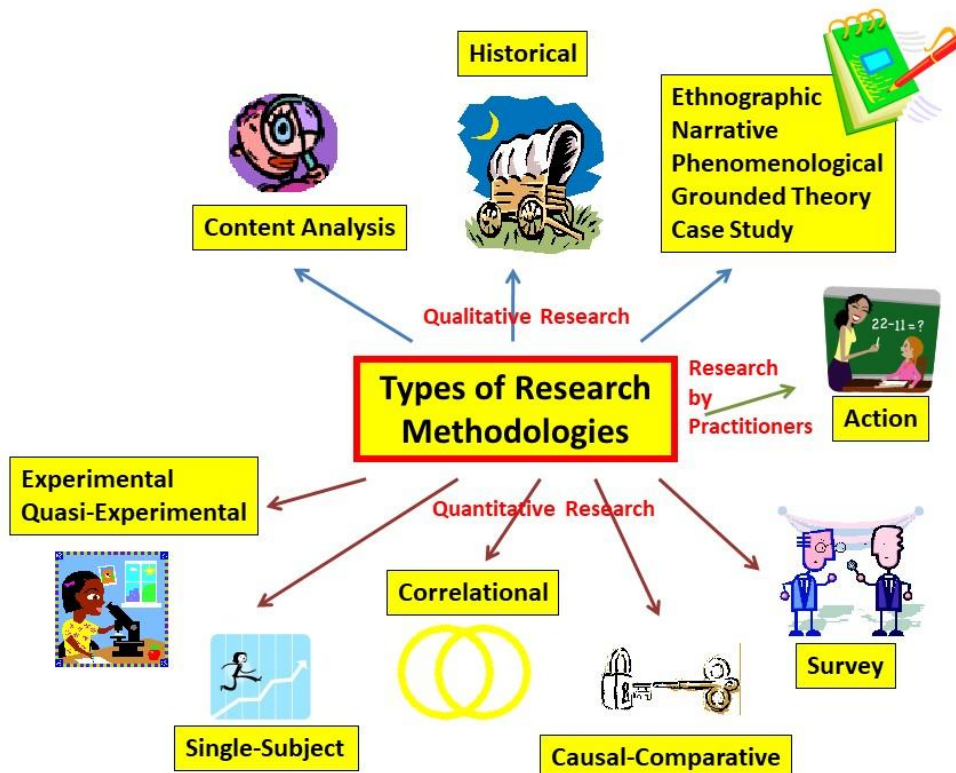 Historical
Ethnographic
Narrative
Phenomenological
Grounded Theory
Case Study
Content Analysis
Qualitative Research
22-11=?
Types of Research
Methodologies
Research
by
Practitioners
Action
Experimental
Quasi-Experimental
Quantitative Research
Correlational
Survey
Single-Subject
Causal-Comparative